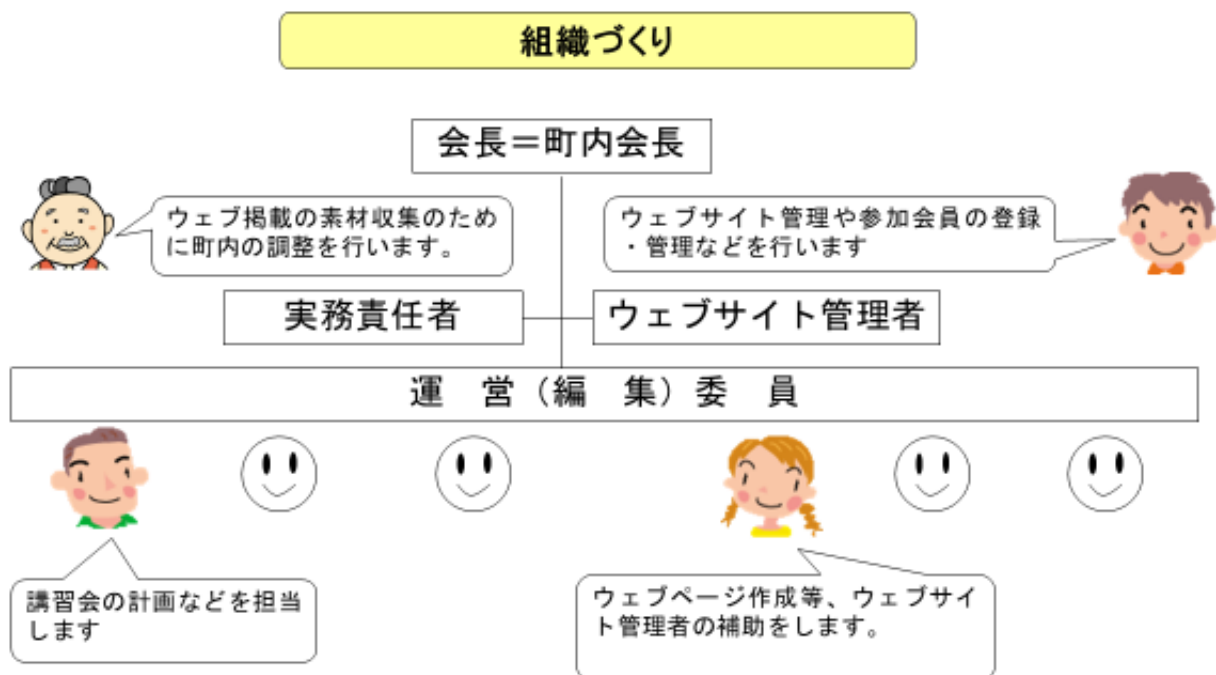 組織づくり
会長＝町内会長
ウェブ掲載の素材収集のため
に町内の調整を行います。
ウェブサイト管理や参加会員の登録
・管理などを行います
実務責任者
ウェブサイト管理者
運　営（編　集）委　員
講習会の計画などを担当
します
ウェブページ作成等、ウェブサイ
ト管理者の補助をします。